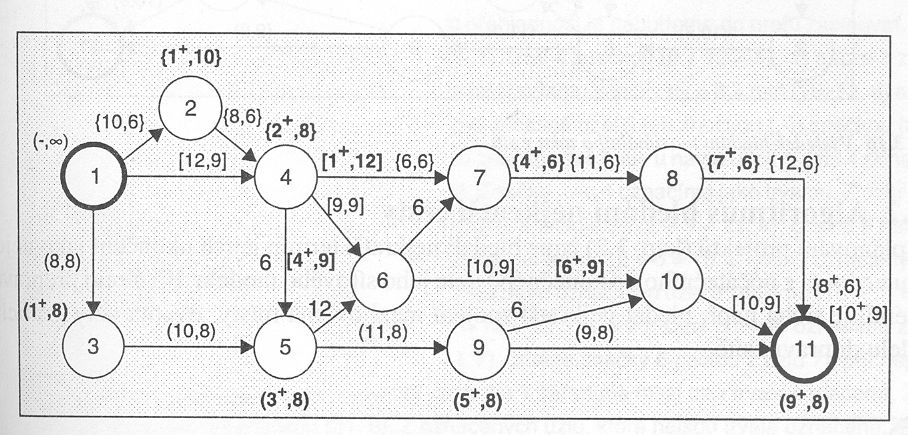 {1+,10}
2
{10,6} {8,6}
(-,∞) {2+,8}
1 [12,9] 4 [1+,12] {6,6} 7 {4+,6} {11,6} 8 {7+,6} {12,6}
[9,9] 6
(8,8) 6 [4+,9] 6 [10,9] [6+,9] 10
{8+,6}
(1+,8) 12 6 [10,9] [10+,9]
3 (10,8) 5 (11,8) 9 (9,8) 11
(3+,8) (5+,8) (9+,8)